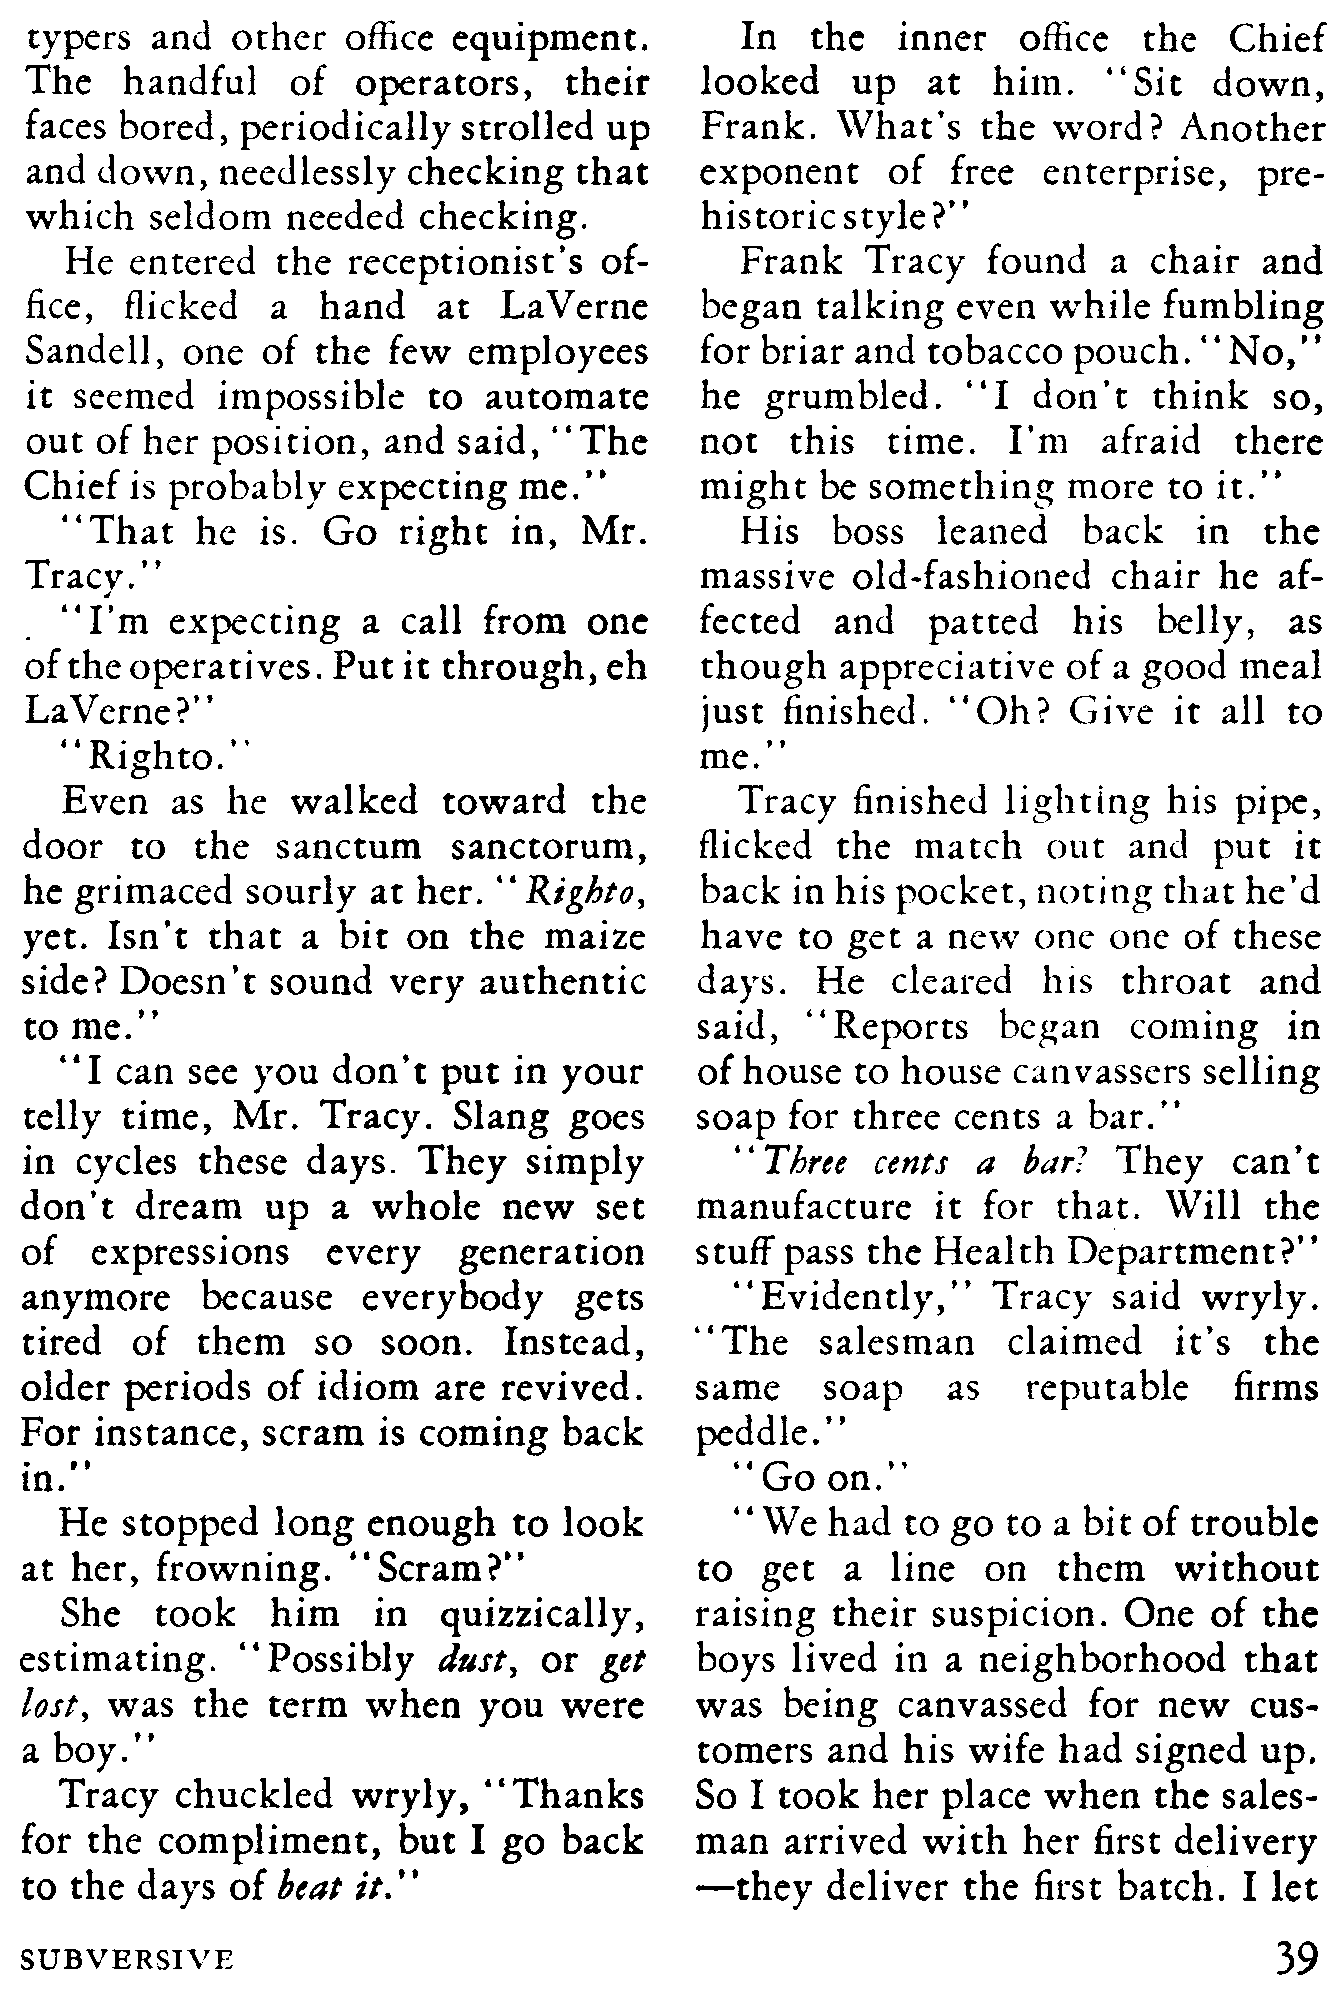 typers and other office equipment.
The handful of operators, their
faces bored, periodically strolled up
and down, needlessly checking that
which seldom needed checking.
He entered the receptionist's of-
fice, flicked a hand at LaVerne
Sandell, one of the few employees
it seemed impossible to automate
out of her position, and said, "The
Chief is probably expecting me."
"That he is. Go right in, Mr.
Tracy."
"I'm expecting a call from one
of the operatives. Put it through, eh
LaVerne?"
"Righto."
Even as he walked toward the
door to the sanctum sanctorum,
he grimaced sourly at her. "Righto,
yet. Isn't that a bit on the maize
side? Doesn't sound very authentic
to me."
"I can see you don't put in your
telly time, Mr. Tracy. Slang goes
in cycles these days. They simply
don't dream up a whole new set
of expressions every generation
anymore because everybody gets
tired of them so soon. Instead,
older periods of idiom are revived.
For instance, scram is coming back
in."
He stopped long enough to look
at her, frowning. "Scram?"
She took him in quizzically,
estimating. "Possibly dust, or get
lost, was the term when you were
a boy."
Tracy chuckled wryly, "Thanks
for the compliment, but I go back
to the days of beat it."
In the inner office the Chief
looked up at him. "Sit down,
Frank. What's the word? Another
exponent of free enterprise, pre-
historic style?"
Frank Tracy found a chair and
began talking even while fumbling
for briar and tobacco pouch. "No,"
he grumbled. "I don't think so,
not this time. I'm afraid there
might be something more to it."
His boss leaned back in the
massive old-fashioned chair he af-
fected and patted his belly, as
though appreciative of a good meal
just finished. "Oh? Give it all to
me."
Tracy finished lighting his pipe,
flicked the match out and put it
back in his pocket, noting that he'd
have to get a new one one of these
days. He cleared his throat and
said, "Reports began coming in
of house to house canvassers selling
soap for three cents a bar."
"Three cents a bar? They can't
manufacture it for that. Will the
stuff pass the Health Department?"
"Evidently," Tracy said wryly.
"The salesman claimed it's the
same soap as reputable firms
peddle."
"Go on."
"We had to go to a bit of trouble
to get a line on them without
raising their suspicion. One of the
boys lived in a neighborhood that
was being canvassed for new cus-
tomers and his wife had signed up.
So I took her place when the sales-
man arrived with her first delivery
—they deliver the first batch. I let
SUBVERSIVE
39